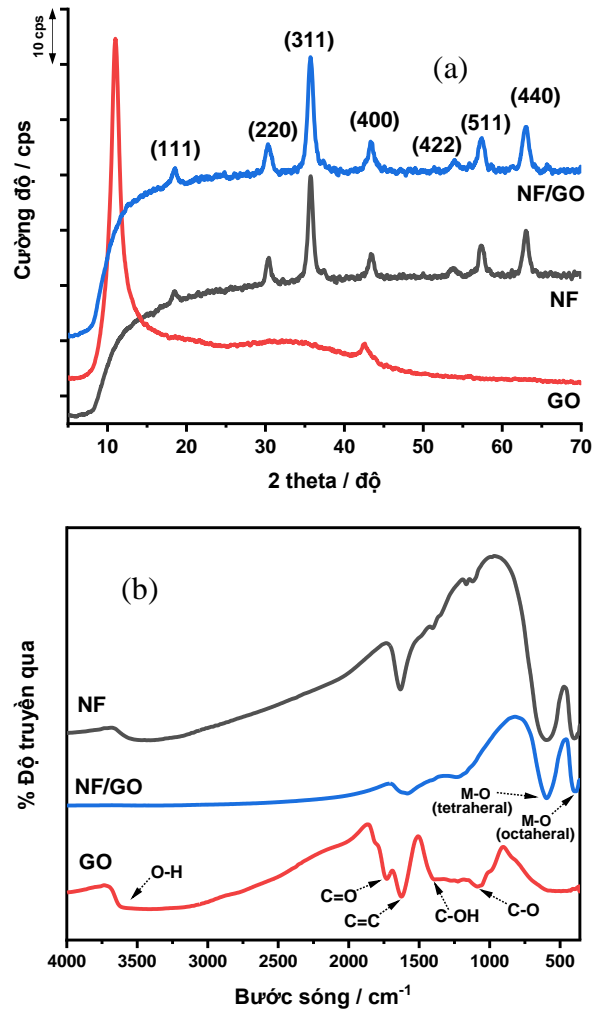 10 cps
(a)
(311)
(440)
(511)
(400)
(220)
(422)
(111)
NF/GO
NF
GO
Cường độ / cps
10 20 30 40 50 60 70
2 theta / độ
(b)
NF
NF/GO
M-O
(tetraheral)
M-O
(octaheral)
GO
O-H
C=O
C=C
C-OH
C-O
% Độ truyền qua
4000 3500 3000 2500 2000 1500 1000 500
Bước sóng / cm-1